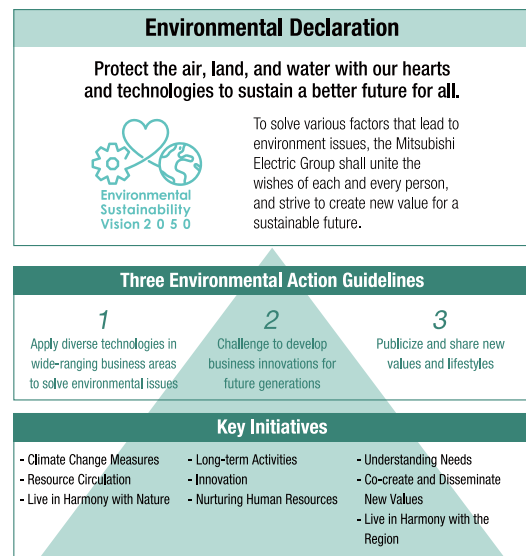 Environmental Declaration
Protect the air, land, and water with our hearts
and technologies to sustain a better future for all.
Environmental
Sustainability
Vision 2050
To solve various factors that lead to
environment issues, the Mitsubishi
Electric Group shall unite the
wishes of each and every person,
and strive to create new value for a
sustainable future.
Three Environmental Action Guidelines
1
Apply diverse technologies in
wide-ranging business areas
to solve environmental issues
2
Challenge to develop
business innovations for
future generations
3
Publicize and share new
values and lifestyles
Key Initiatives
- Climate Change Measures
- Resource Circulation
- Live in Harmony with Nature
- Long-term Activities
- Innovation
- Nurturing Human Resources
- Understanding Needs
- Co-create and Disseminate
New Values
- Live in Harmony with the
Region